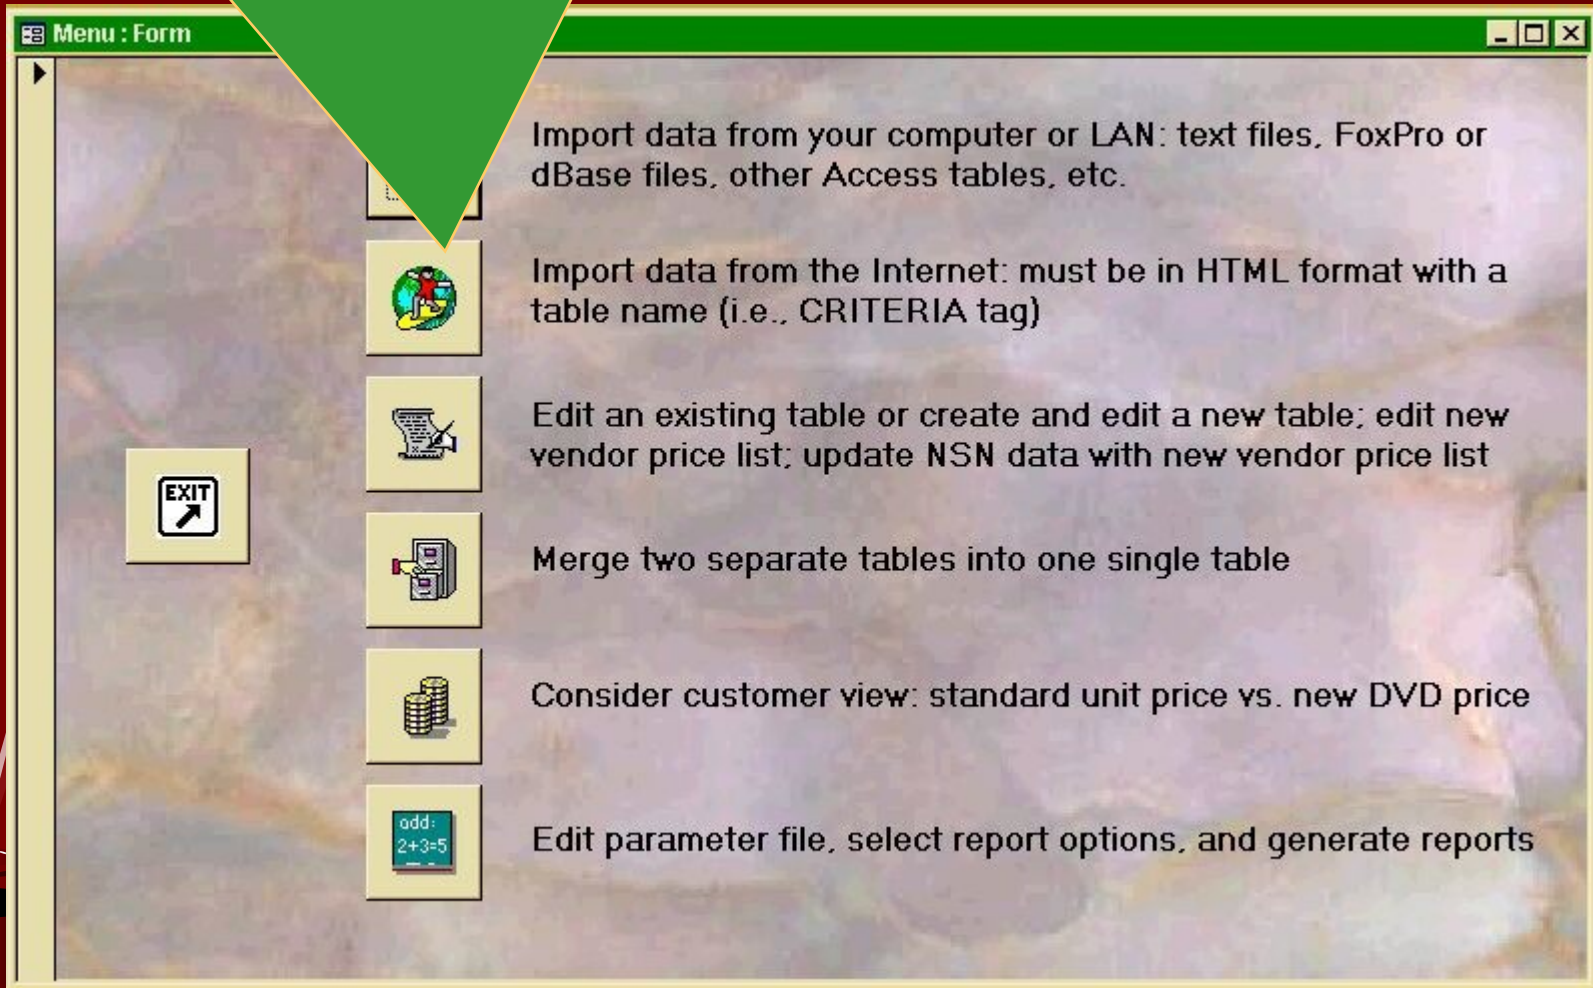 Menu : Form
Import data from your computer or LAN: text files, FoxPro or
dBase files, other Access tables, etc.
Import data from the Internet: must be in HTML format with a
table name (i.e., CRITERIA tag)
Edit an existing table or create and edit a new table; edit new
vendor price list; update NSN data with new vendor price list
EXIT
Merge two separate tables into one single table
Consider customer view: standard unit price vs. new DVD price
add:
2+3=5
Edit parameter file, select report options, and generate reports